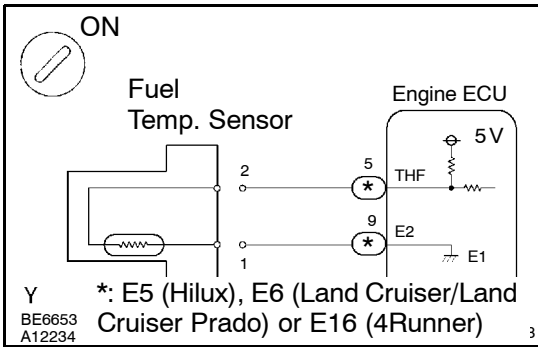 ON
Fuel
Temp. Sensor
Engine ECU
5 V
2
5
THF
*
9
E2
*
1
E1
Y
*: E5 (Hilux), E6 (Land Cruiser/Land
Cruiser Prado) or E16 (4Runner)
BE6653
A12234